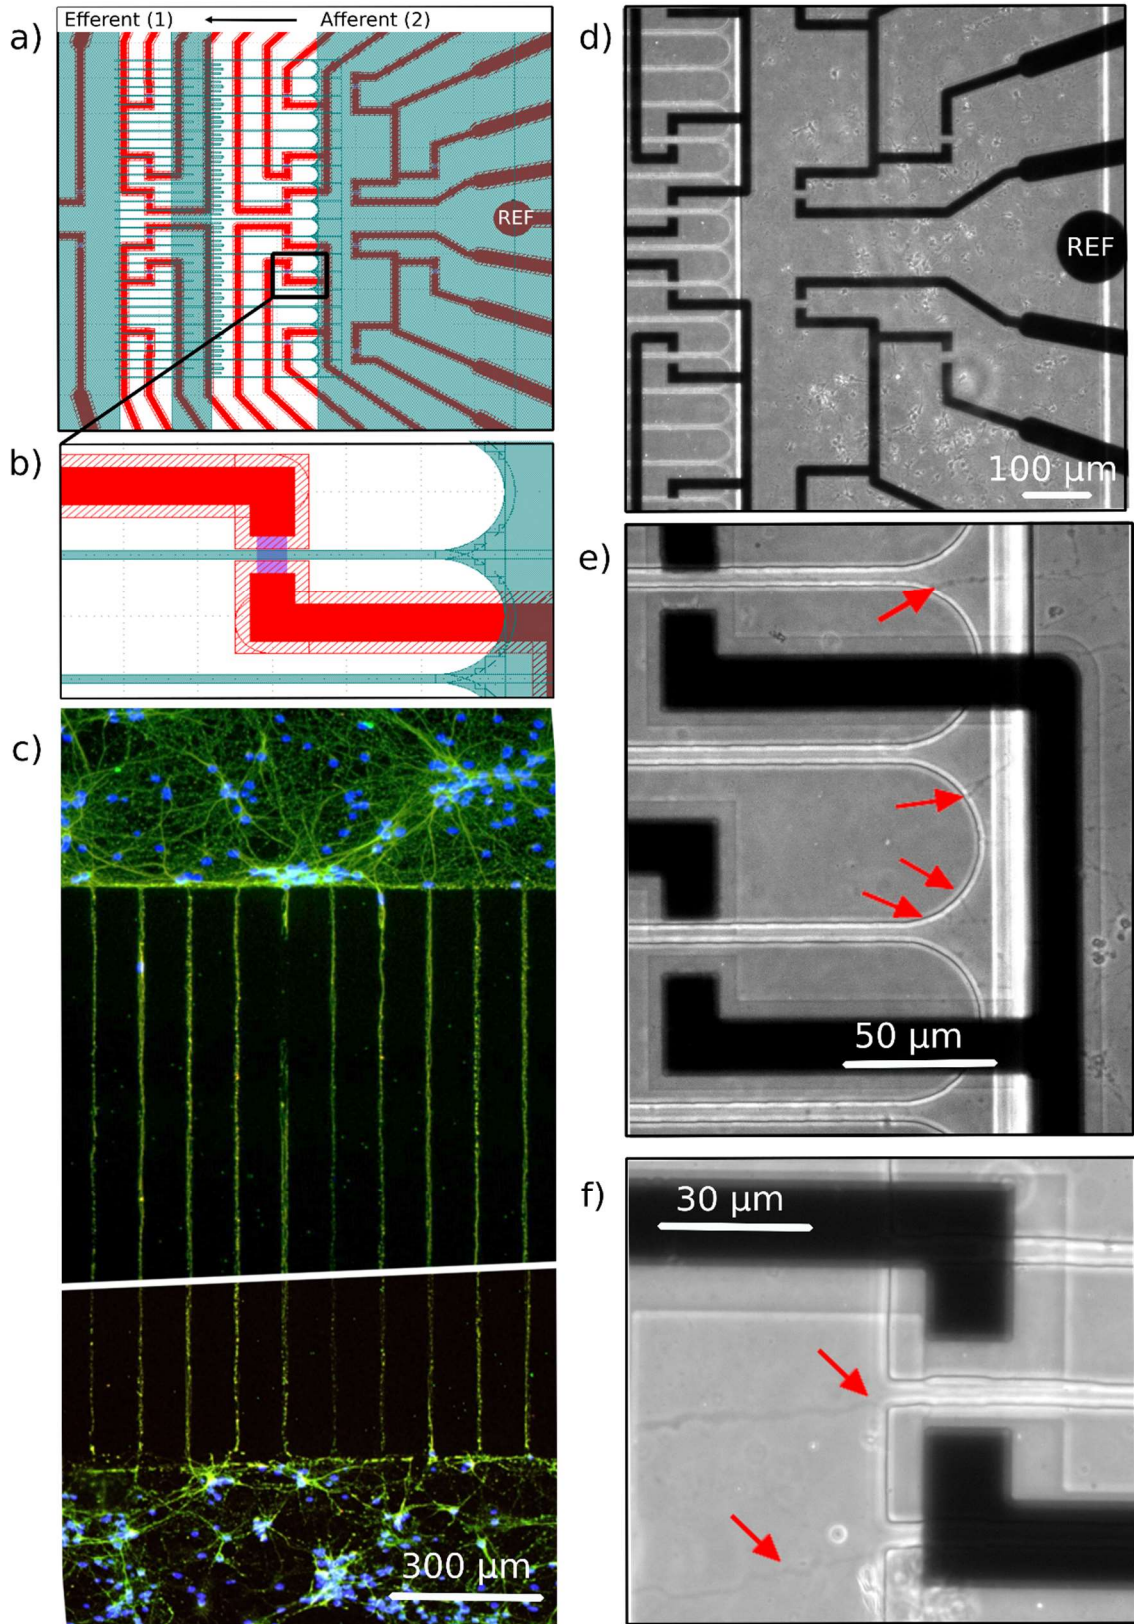 Efferent (1) Afferent (2)
a)
REF
b)
c)
300 μm
d)
REF
100 μm
e)
50 μm
f)
30 μm